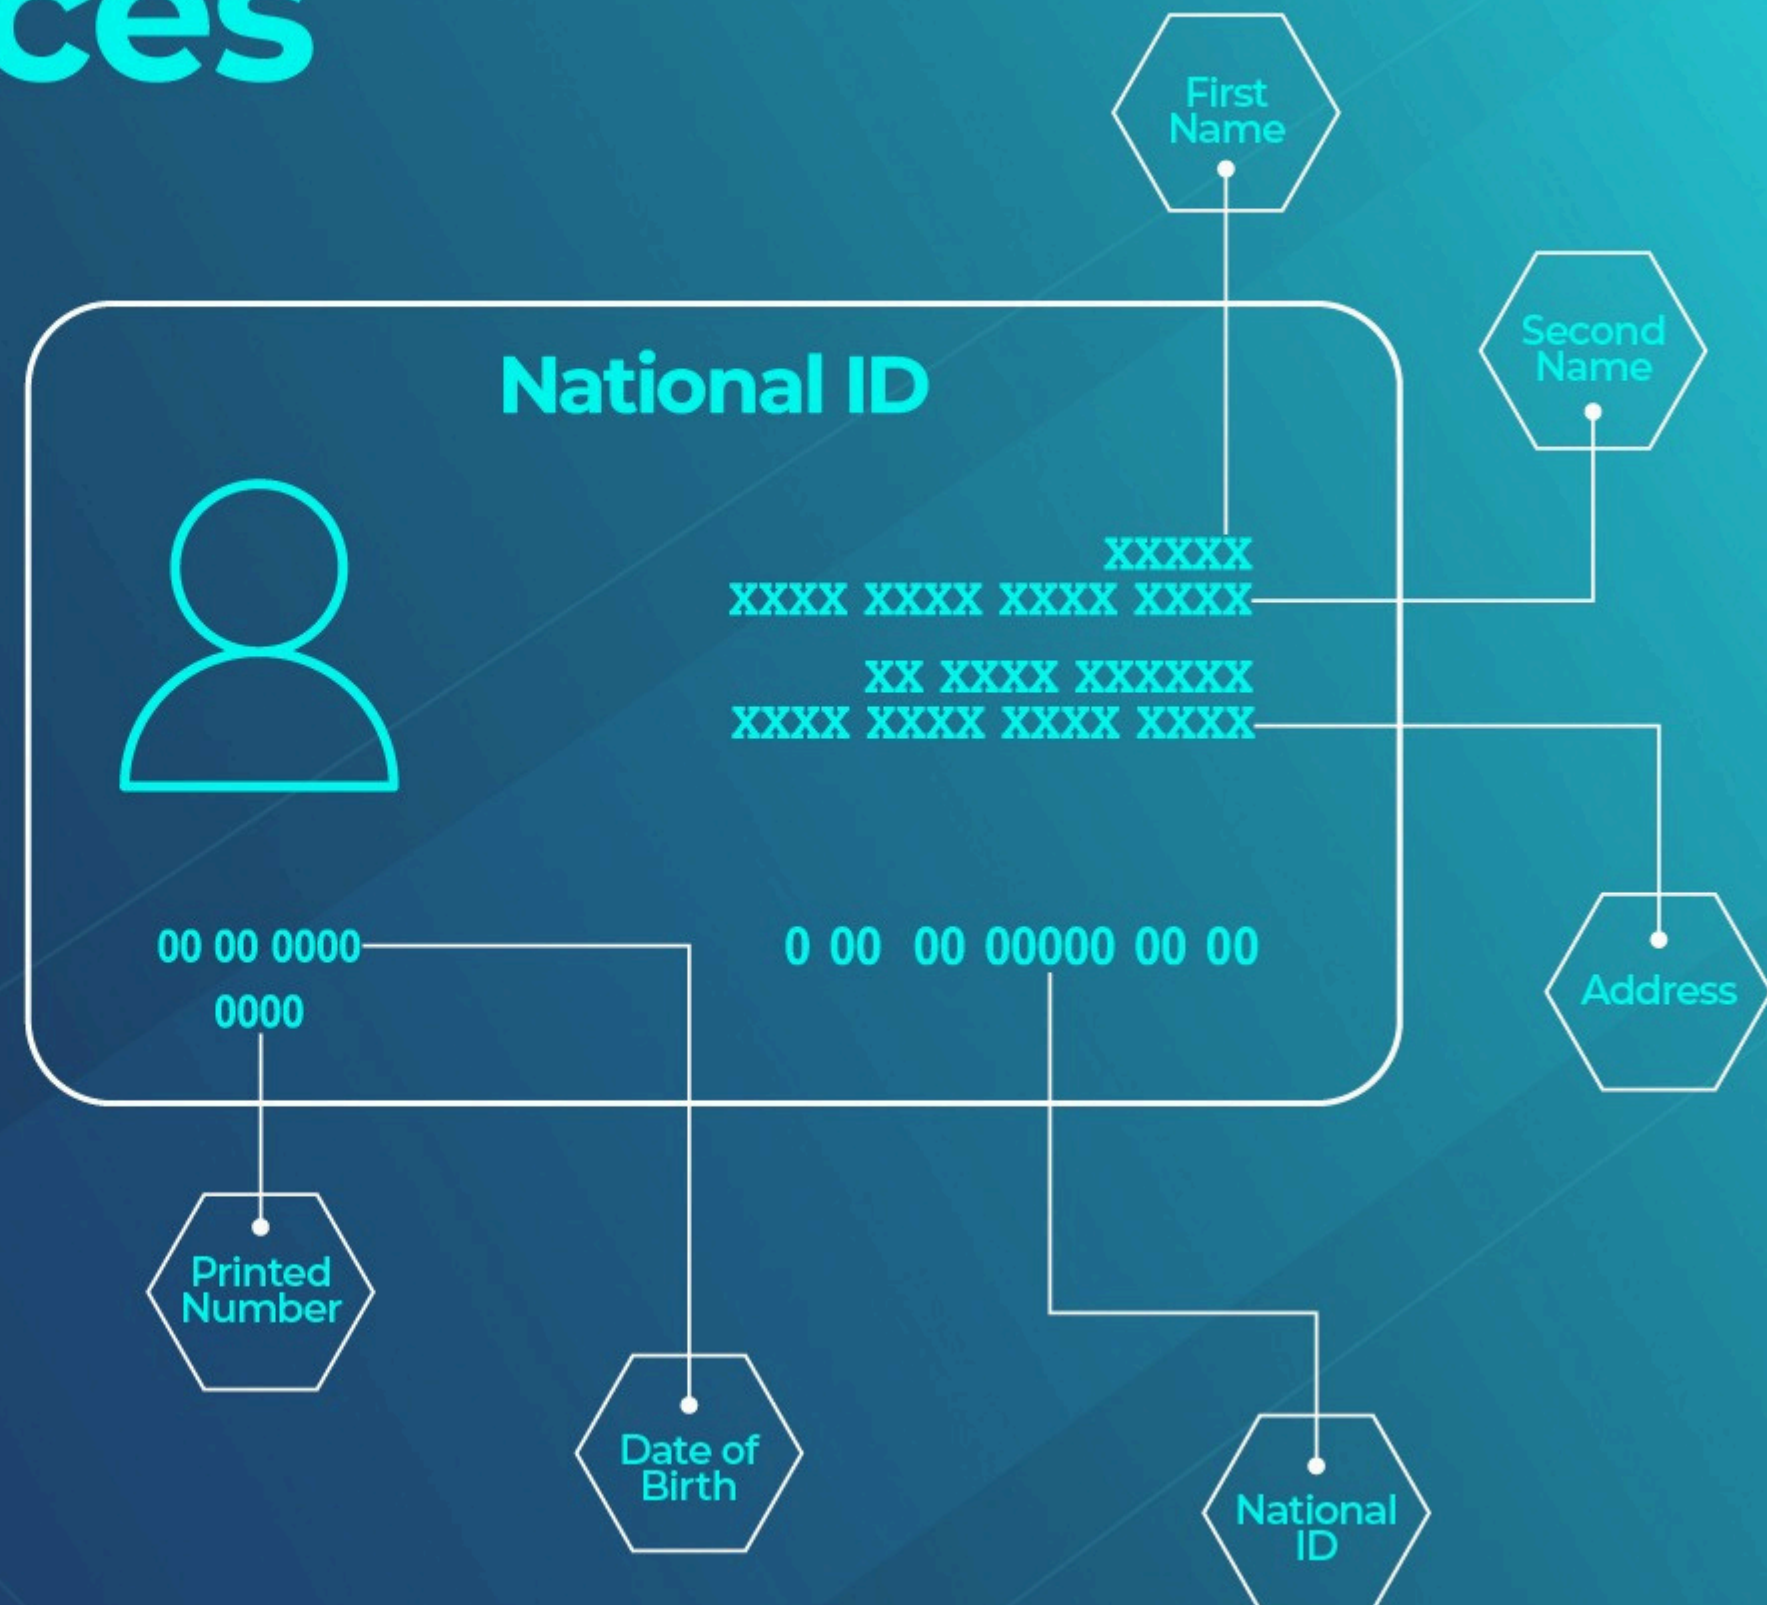 ces
First
Name
Second
Name
National ID
XXXXX
XXXX XXXX XXXX XXXX
XX XXXX XXXXXX
XXXX XXXX XXXX XXXX
00 00 0000
0 00 00 00000 00 00
0000
Address
Printed
Number
Date of
Birth
National
ID